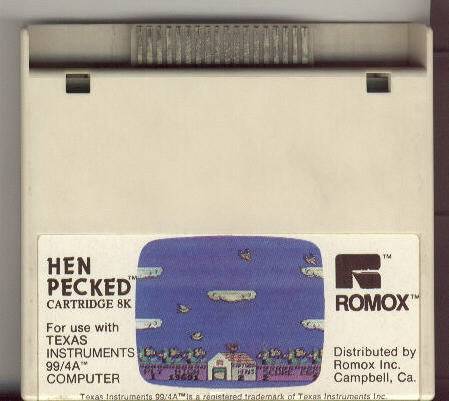 HEN
PECKED™
CARTRIDGE 8K
For use with
TEXAS
INSTRUMENTS
99/4A™
COMPUTER
19691
™
ROMOX™
Distributed by
Romox Inc.
Campbell, Ca.
Texas Instruments 99/4A™ is a registered trademark of Texas Instruments Inc.